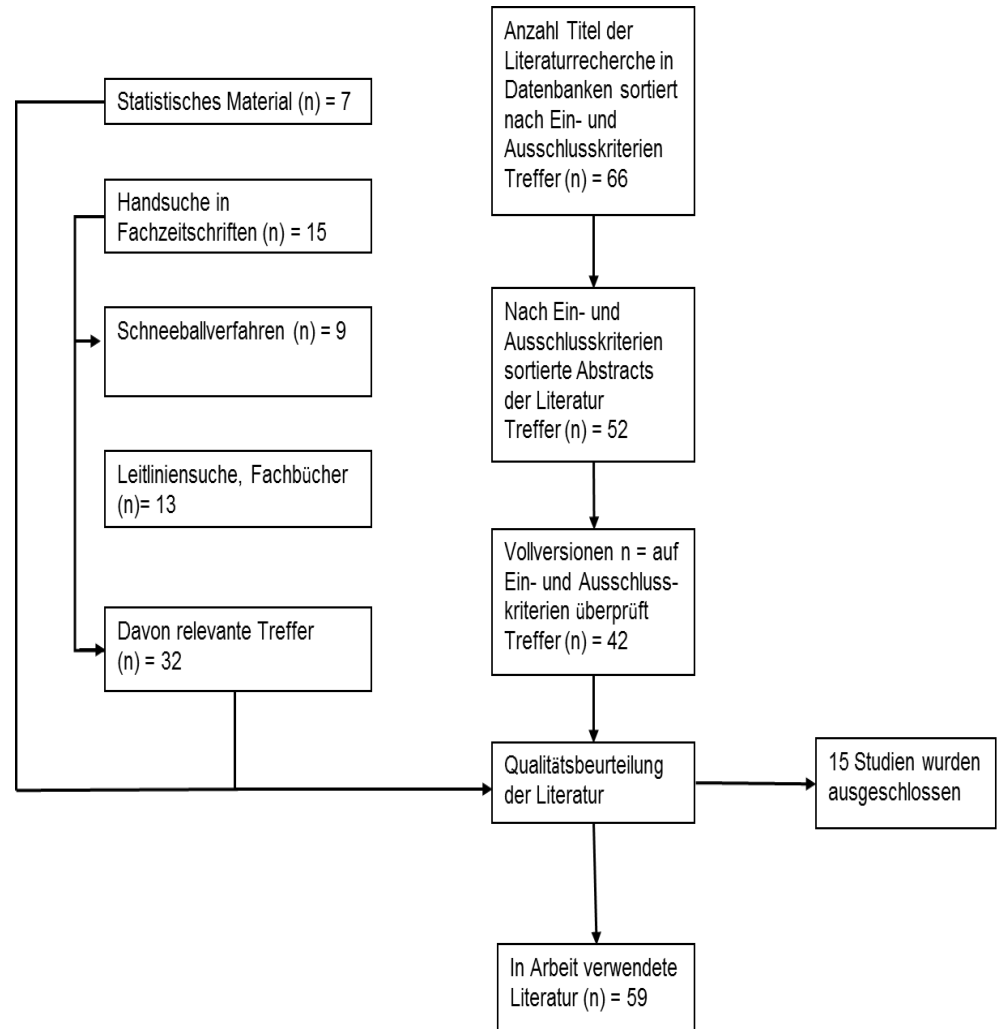 Statistisches Material (n) = 7
Handsuche in
Fachzeitschriften (n) = 15
Schneeballverfahren (n) = 9
Leitliniensuche, Fachbücher
(n)= 13
Davon relevante Treffer
(n) = 32
Anzahl Titel der
Literaturrecherche in
Datenbanken sortiert
nach Ein- und
Ausschlusskriterien
Treffer (n) = 66
Nach Ein- und
Ausschlusskriterien
sortierte Abstracts
der Literatur
Treffer (n) = 52
Vollversionen n = auf
Ein- und Ausschluss-
kriterien überprüft
Treffer (n) = 42
Qualitätsbeurteilung
der Literatur
15 Studien wurden
ausgeschlossen
In Arbeit verwendete
Literatur (n) = 59